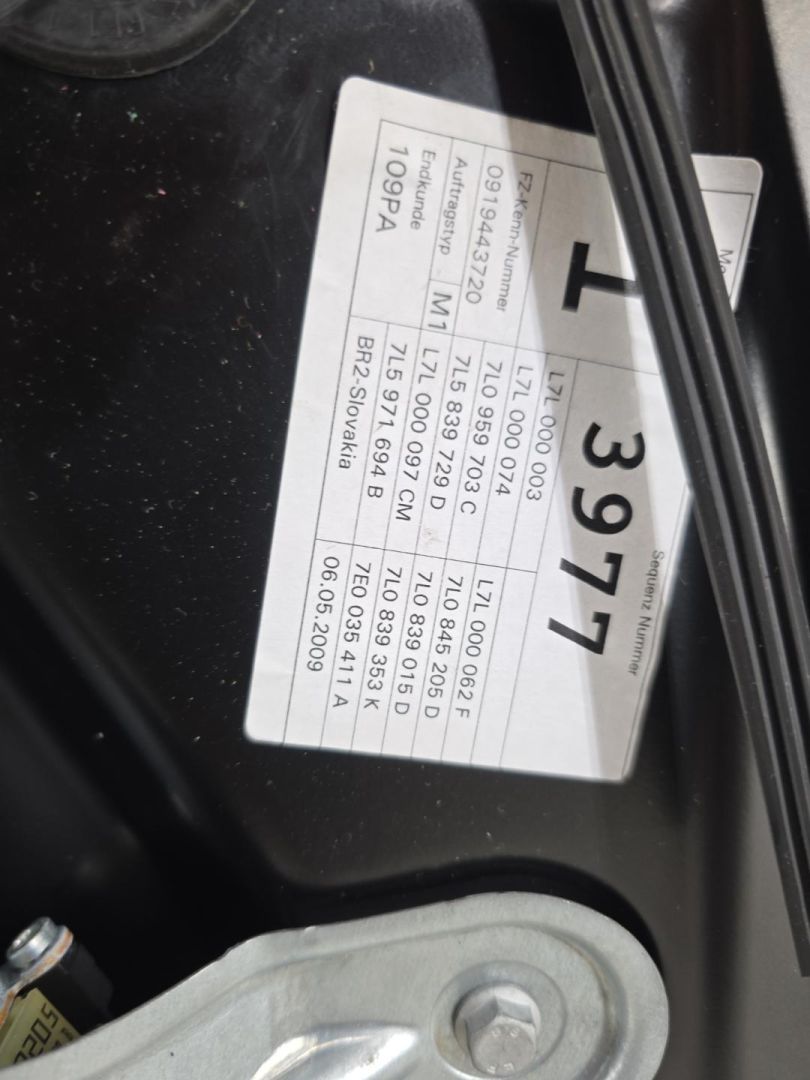 Sequenz Nummer
3977
FZ-Kenn-Nummer
09194443720
Auftragstyp
M1
Endkunde
109PA
L7L 000 003
L7L 000 074
7L0 959 703 C
7L5 839 729 D
L7L 000 097 CM
7L5 971 694 B
BR2-Slovakia
L7L 000 062 F
7L0 845 205 D
7L0 839 015 D
7L0 839 353 K
7E0 035 411 A
06.05.2009